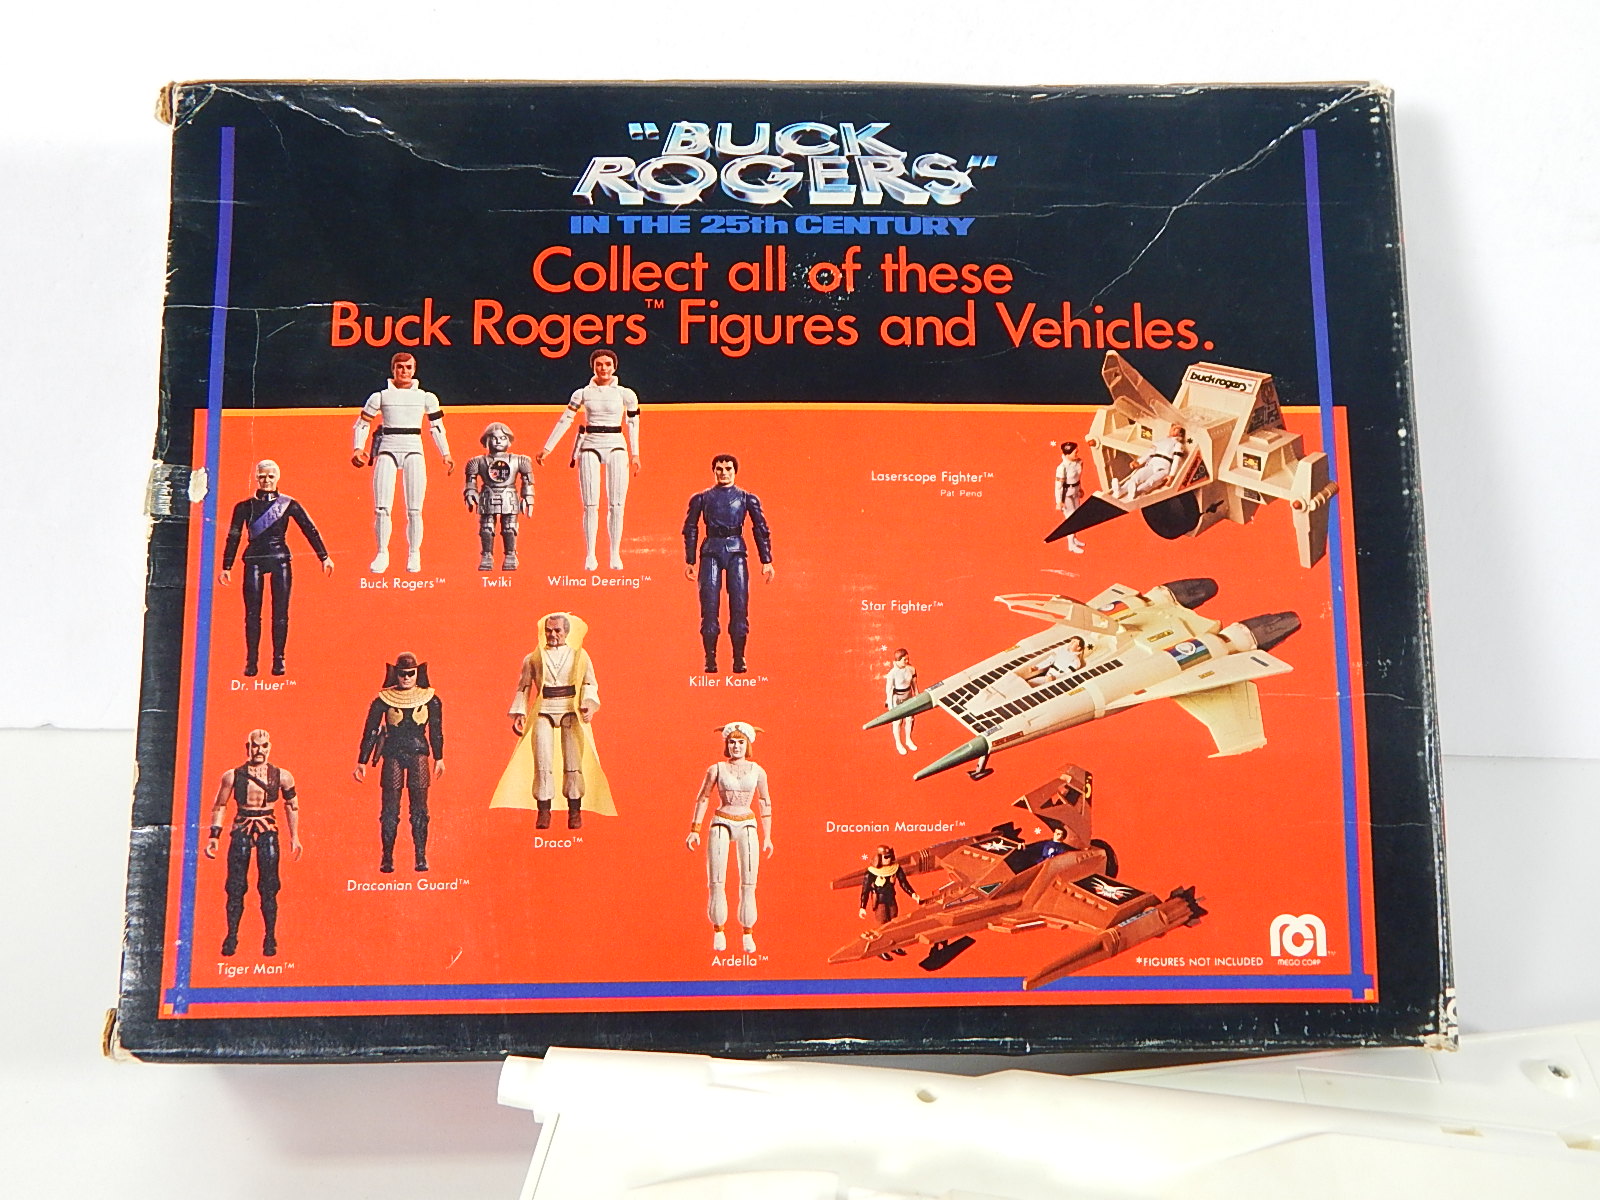 "BUCK
ROGERS"
IN THE 25th CENTURY
Collect all of these
Buck Rogers™ Figures and Vehicles.
buck rogers™
Laserscope Fighter™
Pat. Pend
*
*
Buck Rogers™
Twiki
Wilma Deering™
Star Fighter™
*
*
Dr. Huer™
Killer Kane™
Draconian Marauder™
*
*
Draco™
Draconian Guard™
Tiger Man™
Ardella™
*FIGURES NOT INCLUDED
MEGO CORP ™